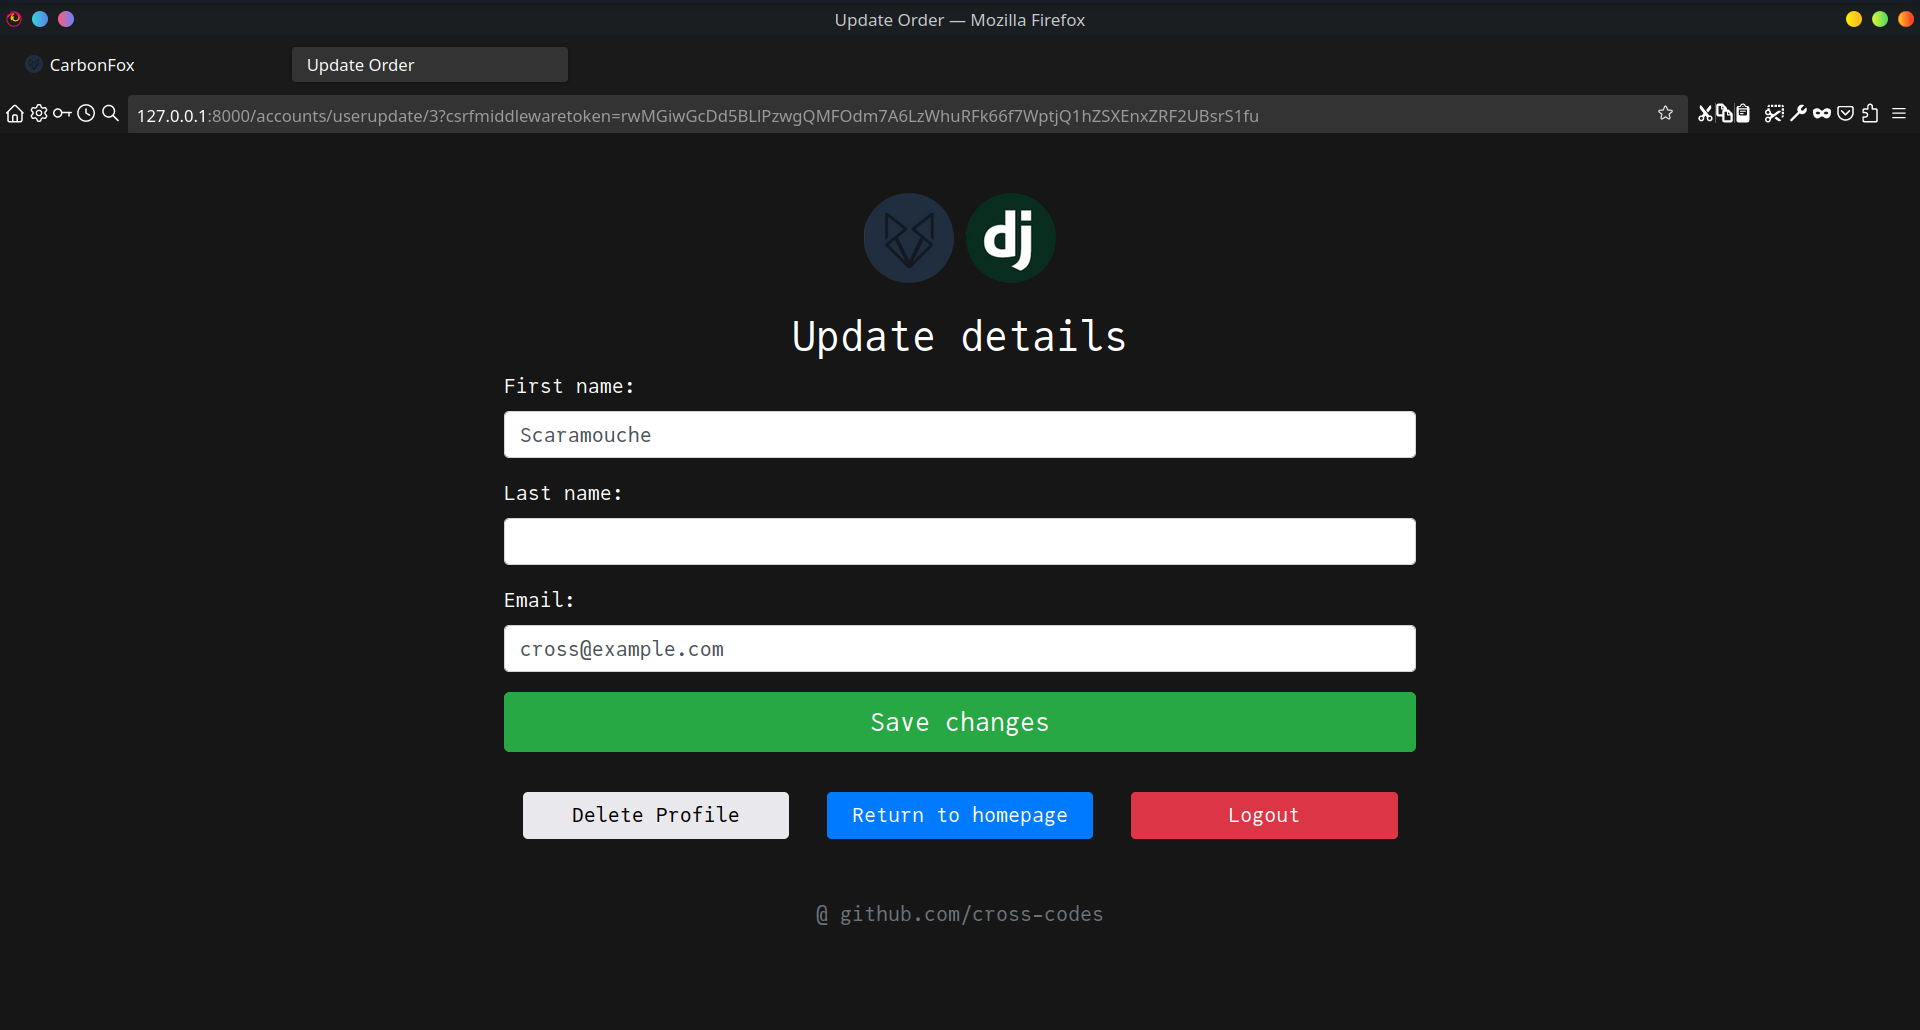 Update Order — Mozilla Firefox
CarbonFox
Update Order
127.0.0.1:8000/accounts/userupdate/3?csrfmiddlewaretoken=rwMGiwGcDd5BLlPzwgQMFOdm7A6LzWhuRFk66f7WptjQ1hZSXEnxZRF2UBsrS1fu
dj
Update details
First name:
Scaramouche
Last name:
Email:
cross@example.com
Save changes
Delete Profile
Return to homepage
Logout
@ github.com/cross-codes